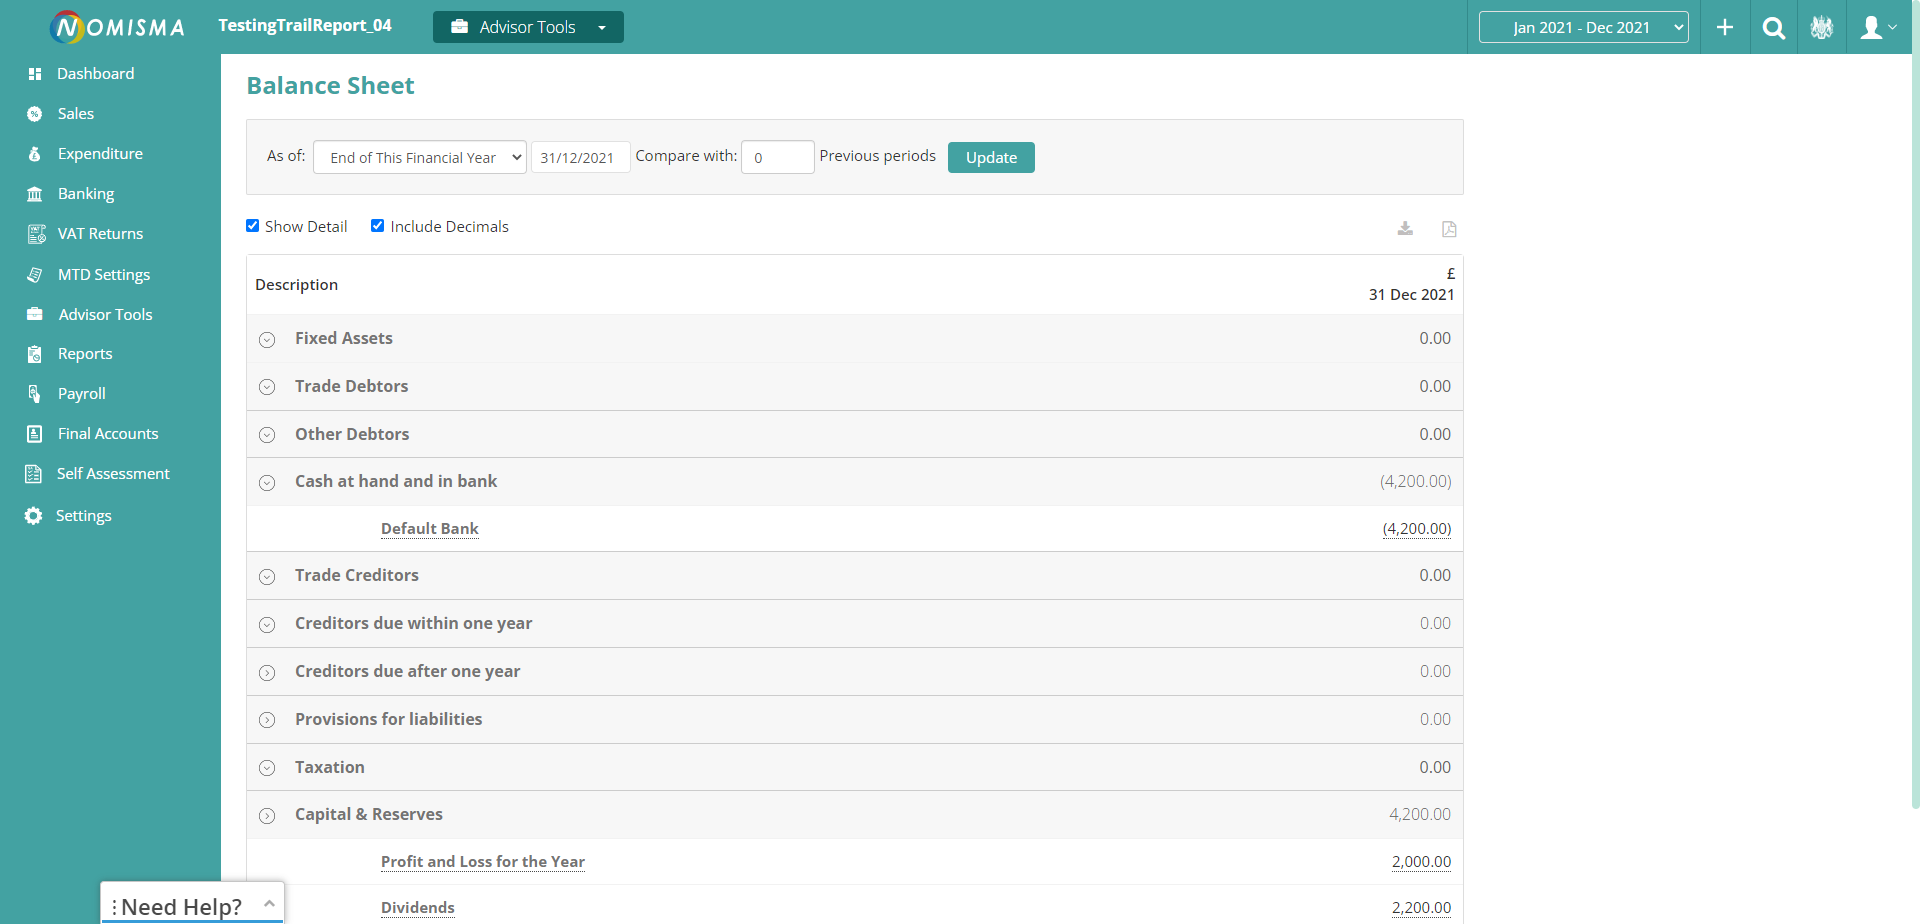 NOMISMA
TestingTrailReport_04
Advisor Tools
Jan 2021 - Dec 2021
Dashboard
Sales
Expenditure
Banking
VAT Returns
MTD Settings
Advisor Tools
Reports
Payroll
Final Accounts
Self Assessment
Settings
Balance Sheet
As of: End of This Financial Year 31/12/2021 Compare with: 0 Previous periods Update
Show Detail Include Decimals
£
Description 31 Dec 2021
Fixed Assets 0.00
Trade Debtors 0.00
Other Debtors 0.00
Cash at hand and in bank (4,200.00)
Default Bank (4,200.00)
Trade Creditors 0.00
Creditors due within one year 0.00
Creditors due after one year 0.00
Provisions for liabilities 0.00
Taxation 0.00
Capital & Reserves 4,200.00
Profit and Loss for the Year 2,000.00
Dividends 2,200.00
Need Help?